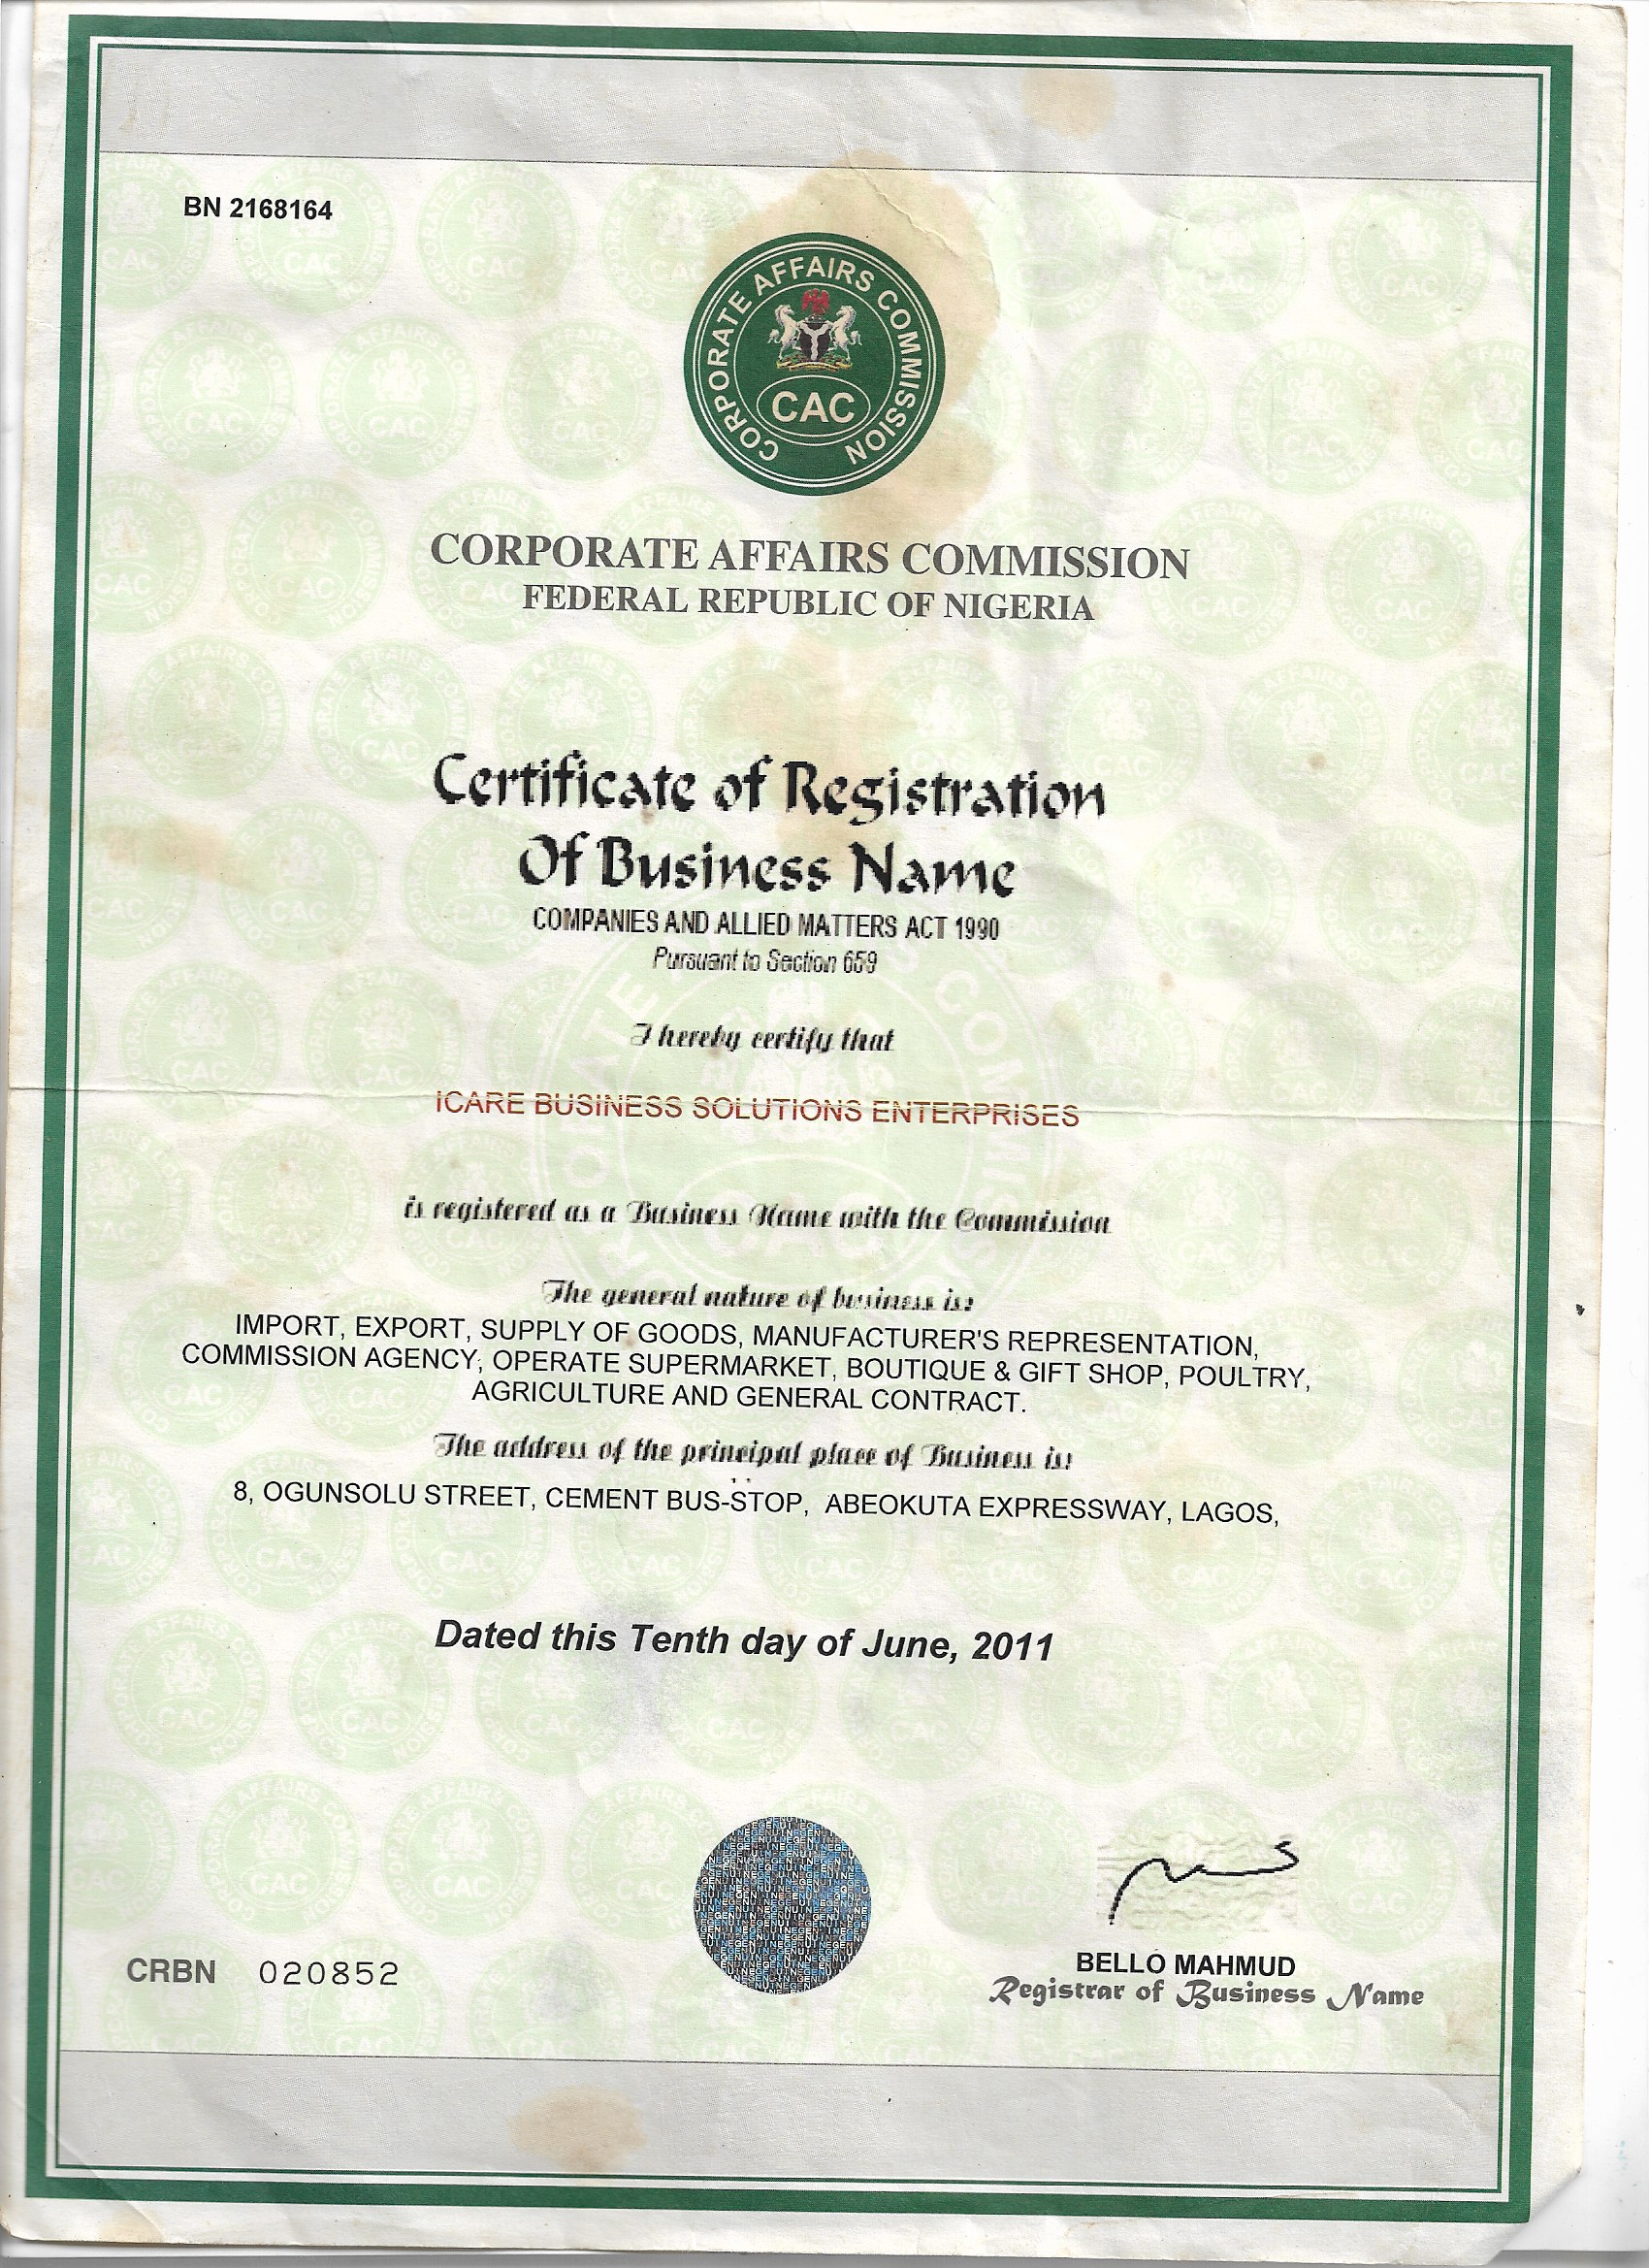 BN 2168164
CORPORATE AFFAIRS COMMISSION
CAC
CORPORATE AFFAIRS COMMISSION
FEDERAL REPUBLIC OF NIGERIA
Certificate of Registration
Of Business Name
COMPANIES AND ALLIED MATTERS ACT 1990
Pursuant to Section 659
I hereby certify that
ICARE BUSINESS SOLUTIONS ENTERPRISES
is registered as a Business Name with the Commission
The general nature of business is:
IMPORT, EXPORT, SUPPLY OF GOODS, MANUFACTURER'S REPRESENTATION,
COMMISSION AGENCY, OPERATE SUPERMARKET, BOUTIQUE & GIFT SHOP, POULTRY,
AGRICULTURE AND GENERAL CONTRACT.
The address of the principal place of Business is:
8, OGUNSOLU STREET, CEMENT BUS-STOP, ABEOKUTA EXPRESSWAY, LAGOS,
Dated this Tenth day of June, 2011
GENUINE
CRBN 020852
BELLO MAHMUD
Registrar of Business Name